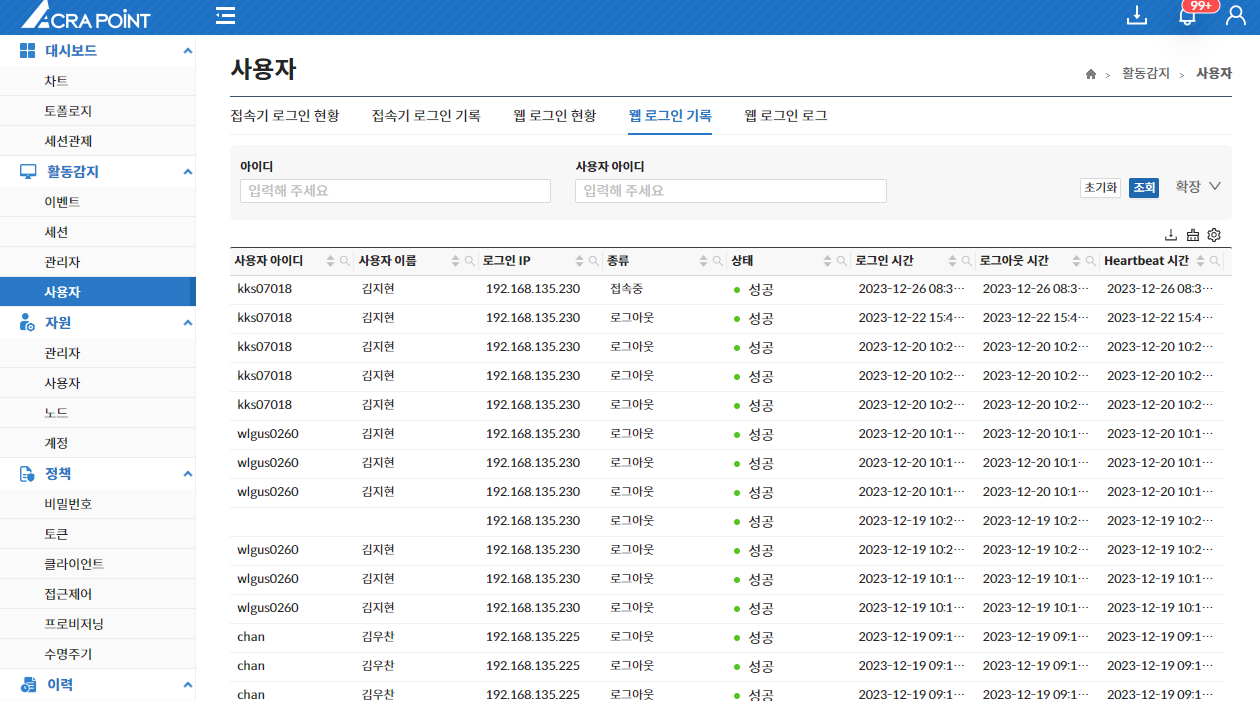 ACRA POINT
99+
대시보드
차트
토폴로지
세션관제
활동감지
이벤트
세션
관리자
사용자
자원
관리자
사용자
노드
계정
정책
비밀번호
토큰
클라이언트
접근제어
프로비저닝
수명주기
이력
사용자
> 활동감지 > 사용자
접속기 로그인 현황 접속기 로그인 기록 웹 로그인 현황 웹 로그인 기록 웹 로그인 로그
아이디 사용자 아이디
입력해 주세요 입력해 주세요 초기화 조회 확장
사용자 아이디 사용자 이름 로그인 IP 종류 상태 로그인 시간 로그아웃 시간 Heartbeat 시간
kks07018 김지현 192.168.135.230 접속중 성공 2023-12-26 08:3··· 2023-12-26 08:3··· 2023-12-26 08:3···
kks07018 김지현 192.168.135.230 로그아웃 성공 2023-12-22 15:4··· 2023-12-22 15:4··· 2023-12-22 15:4···
kks07018 김지현 192.168.135.230 로그아웃 성공 2023-12-20 10:2··· 2023-12-20 10:2··· 2023-12-20 10:2···
kks07018 김지현 192.168.135.230 로그아웃 성공 2023-12-20 10:2··· 2023-12-20 10:2··· 2023-12-20 10:2···
kks07018 김지현 192.168.135.230 로그아웃 성공 2023-12-20 10:2··· 2023-12-20 10:2··· 2023-12-20 10:2···
wlgus0260 김지현 192.168.135.230 로그아웃 성공 2023-12-20 10:1··· 2023-12-20 10:1··· 2023-12-20 10:1···
wlgus0260 김지현 192.168.135.230 로그아웃 성공 2023-12-20 10:1··· 2023-12-20 10:1··· 2023-12-20 10:1···
wlgus0260 김지현 192.168.135.230 로그아웃 성공 2023-12-20 10:1··· 2023-12-20 10:1··· 2023-12-20 10:1···
192.168.135.230 로그아웃 성공 2023-12-19 10:2··· 2023-12-19 10:2··· 2023-12-19 10:2···
wlgus0260 김지현 192.168.135.230 로그아웃 성공 2023-12-19 10:2··· 2023-12-19 10:2··· 2023-12-19 10:2···
wlgus0260 김지현 192.168.135.230 로그아웃 성공 2023-12-19 10:1··· 2023-12-19 10:1··· 2023-12-19 10:1···
wlgus0260 김지현 192.168.135.230 로그아웃 성공 2023-12-19 10:1··· 2023-12-19 10:1··· 2023-12-19 10:1···
chan 김우찬 192.168.135.225 로그아웃 성공 2023-12-19 09:1··· 2023-12-19 09:1··· 2023-12-19 09:1···
chan 김우찬 192.168.135.225 로그아웃 성공 2023-12-19 09:1··· 2023-12-19 09:1··· 2023-12-19 09:1···
chan 김우찬 192.168.135.225 로그아웃 성공 2023-12-19 09:1··· 2023-12-19 09:1··· 2023-12-19 09:1···